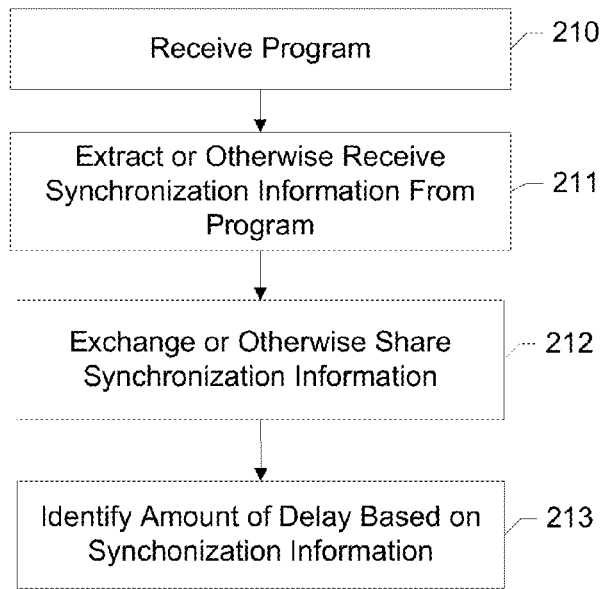 Receive Program
210
Extract or Otherwise Receive
Synchronization Information From
Program
211
Exchange or Otherwise Share
Synchronization Information
212
Identify Amount of Delay Based on
Synchonization Information
213